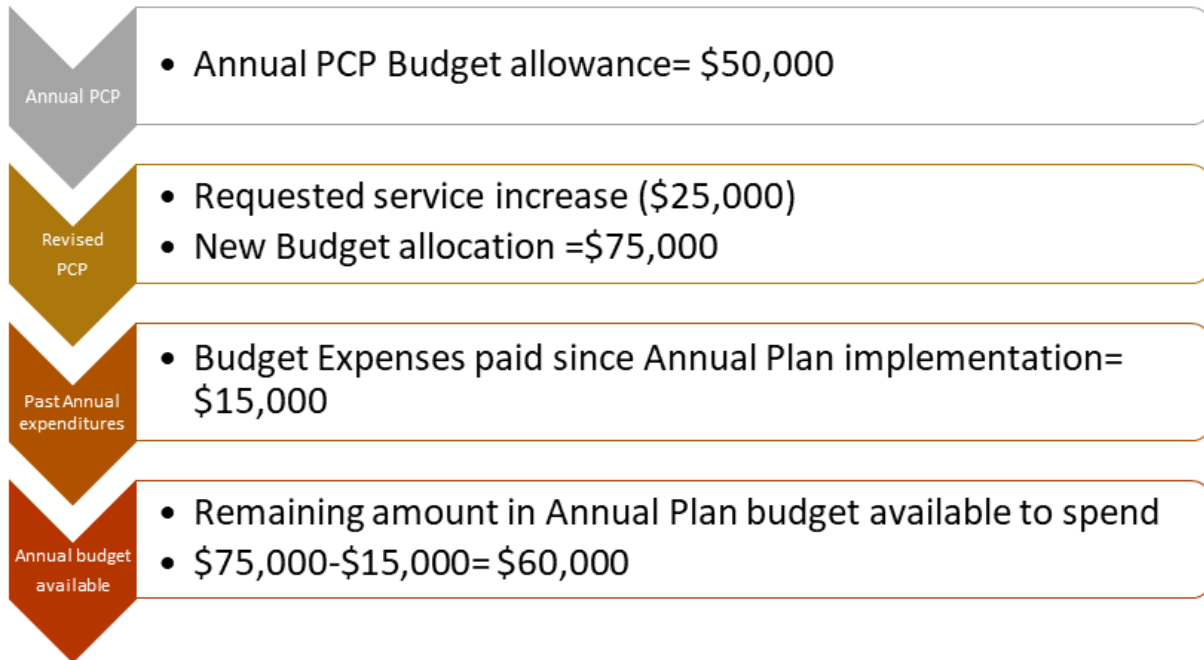 Annual PCP
• Annual PCP Budget allowance= $50,000
Revised
PCP
• Requested service increase ($25,000)
• New Budget allocation =$75,000
Past Annual
expenditures
• Budget Expenses paid since Annual Plan implementation=
$15,000
Annual budget
available
• Remaining amount in Annual Plan budget available to spend
• $75,000-$15,000= $60,000